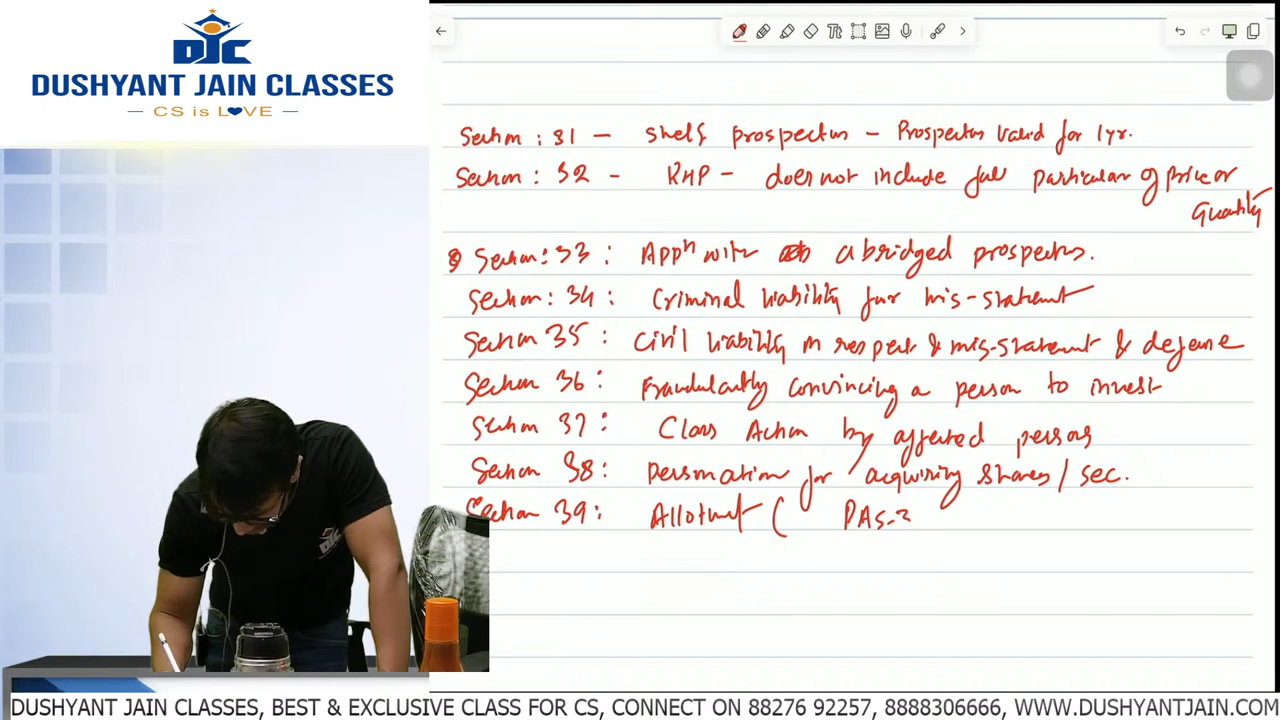 DJC
DUSHYANT JAIN CLASSES
CS is LOVE
Section : 31 – Shelf prospectus – Prospectus valid for 1yr.
Section : 32 – RHP – does not include full particular of price or
Quantity
Section : 33 : Appn with abridged prospectus.
Section : 34 : Criminal liability for mis-statement
Section 35 : Civil liability in respect & mis-statement & defense
Section 36 : Fraudulantly convincing a person to invest
Section 37 : Class Action by affected persons
Section 38 : Personation for acquiring shares / sec.
Section 39 : Allotment ( PAS-3
DUSHYANT JAIN CLASSES, BEST & EXCLUSIVE CLASS FOR CS, CONNECT ON 88276 92257, 8888306666, WWW.DUSHYANTJAIN.COM